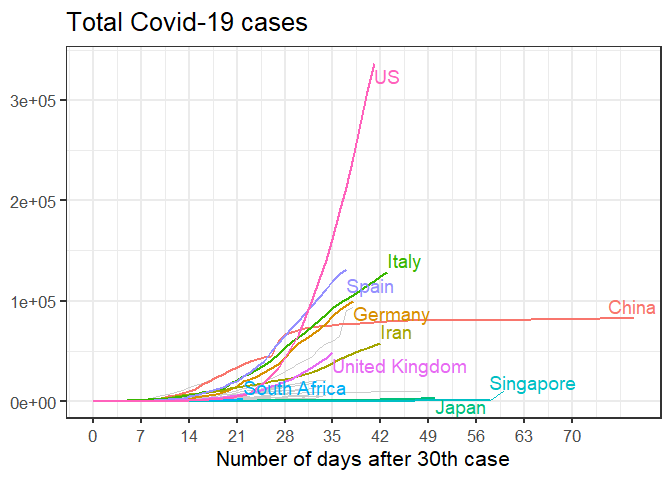 Total Covid-19 cases
US
3e+05
2e+05
Italy
Spain
1e+05
China
Germany
Iran
United Kingdom
Singapore
South Africa
0e+00
Japan
0 7 14 21 28 35 42 49 56 63 70
Number of days after 30th case